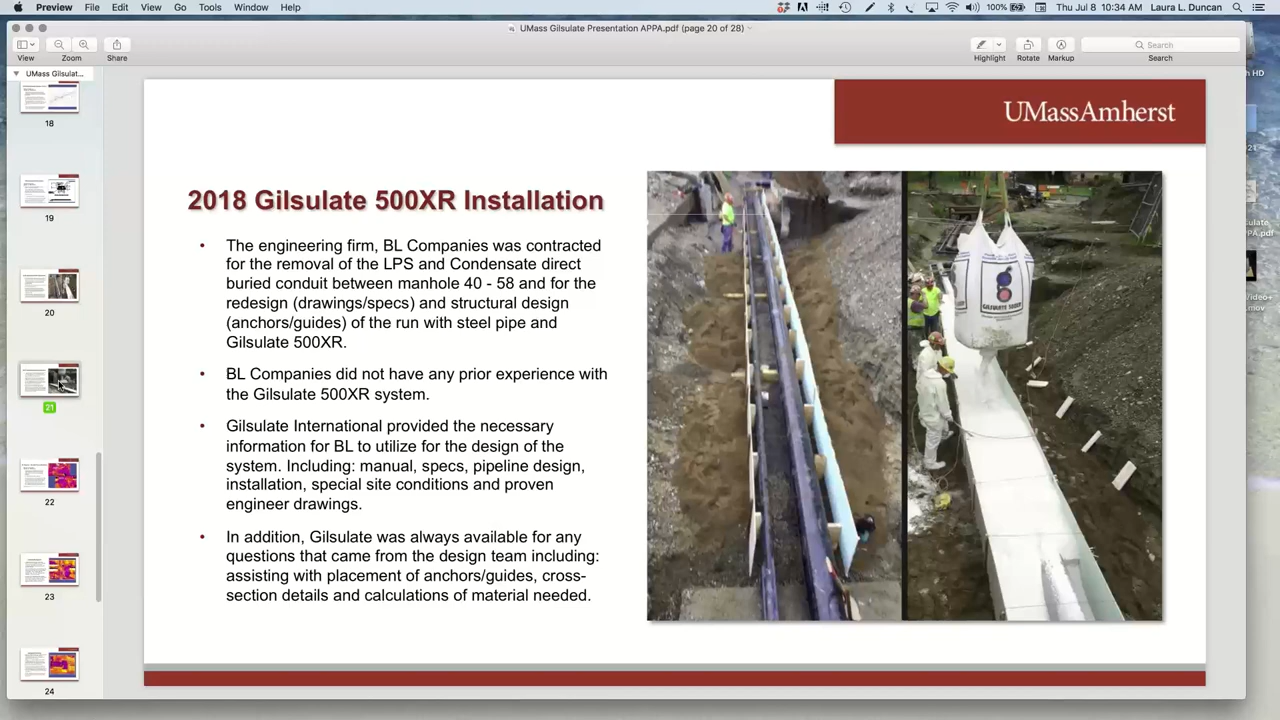 Preview File Edit View Go Tools Window Help 100% Thu Jul 8 10:34 AM Laura L. Duncan
UMass Gilsulate Presentation APPA.pdf (page 20 of 28)
View Zoom Share Highlight Rotate Markup Search
Search
UMass Gilsulat...
18
19
20
21
22
23
24
UMassAmherst
2018 Gilsulate 500XR Installation
• The engineering firm, BL Companies was contracted
for the removal of the LPS and Condensate direct
buried conduit between manhole 40 - 58 and for the
redesign (drawings/specs) and structural design
(anchors/guides) of the run with steel pipe and
Gilsulate 500XR.
• BL Companies did not have any prior experience with
the Gilsulate 500XR system.
• Gilsulate International provided the necessary
information for BL to utilize for the design of the
system. Including: manual, specs, pipeline design,
installation, special site conditions and proven
engineer drawings.
• In addition, Gilsulate was always available for any
questions that came from the design team including:
assisting with placement of anchors/guides, cross-
section details and calculations of material needed.
GILSULATE 500XR